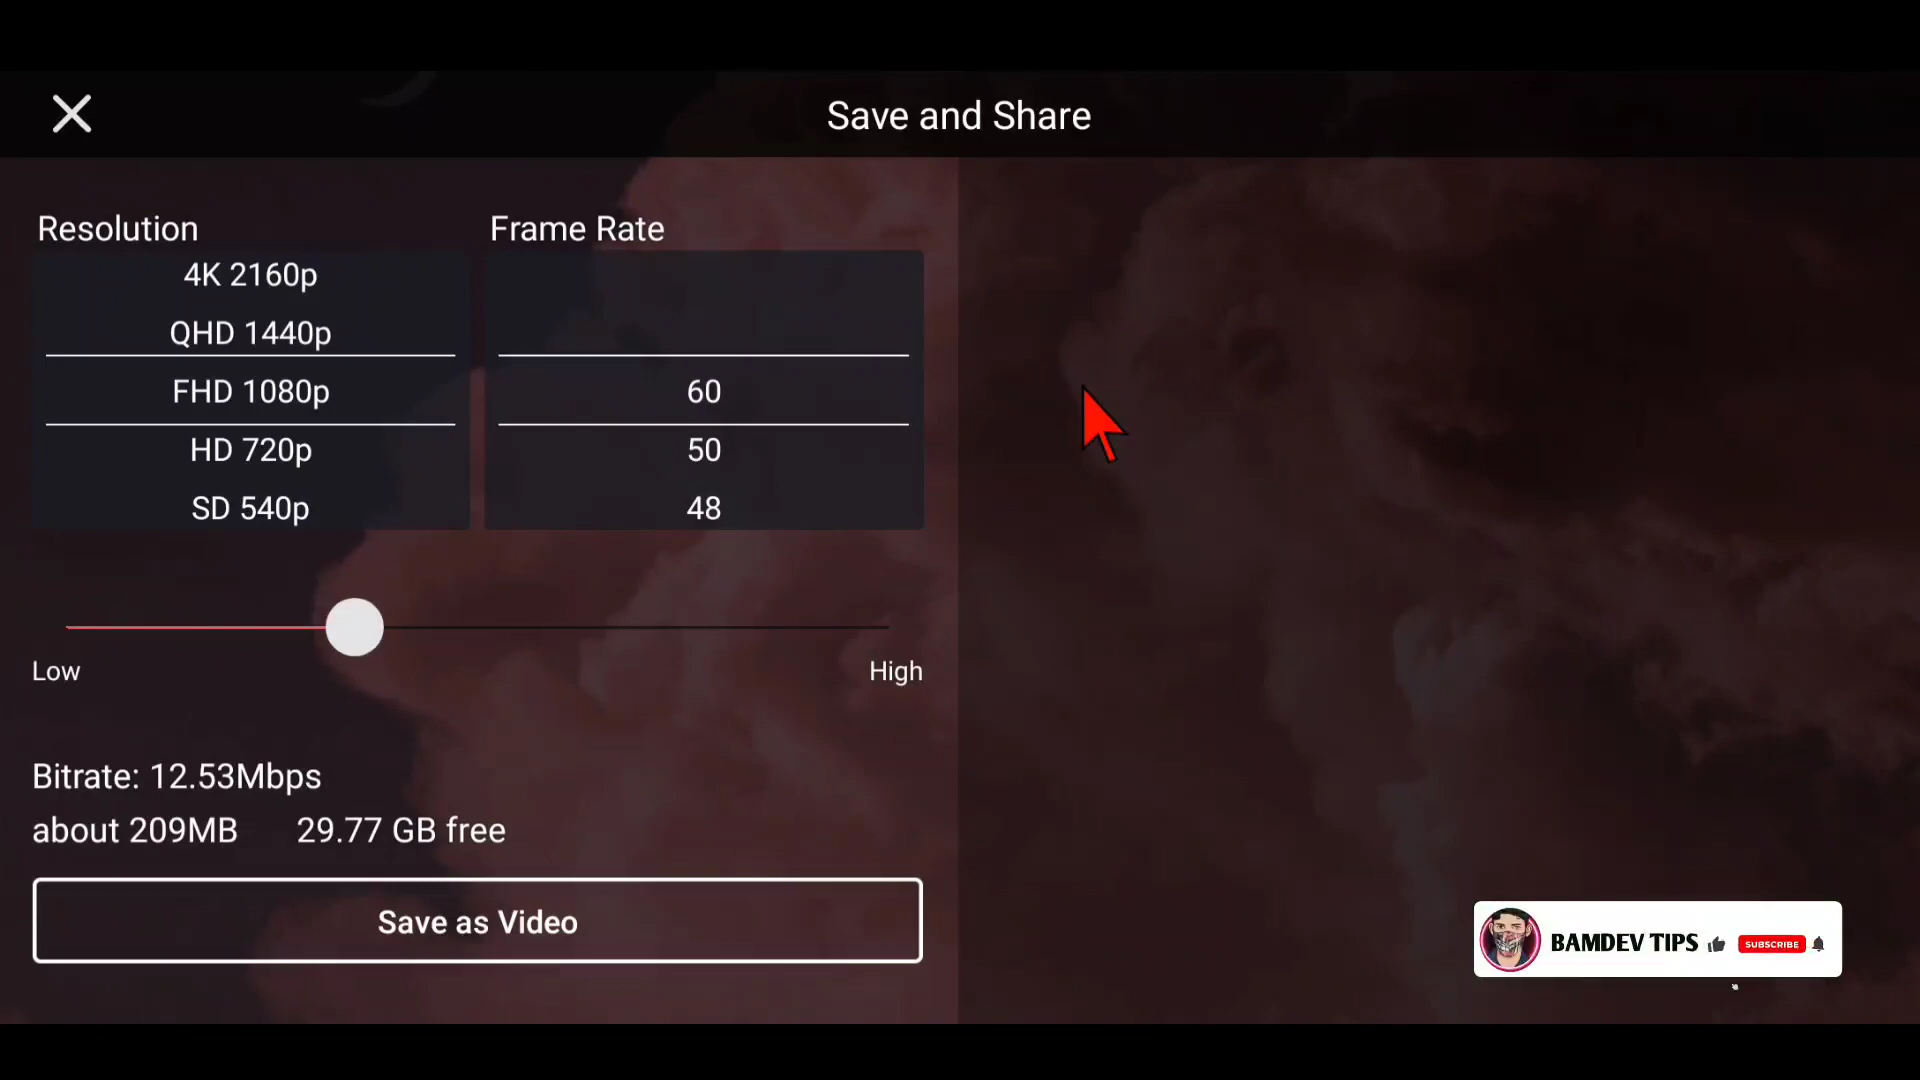 Save and Share
Resolution
4K 2160p
QHD 1440p
FHD 1080p
HD 720p
SD 540p
Frame Rate
60
50
48
Low
High
Bitrate: 12.53Mbps
about 209MB 29.77 GB free
Save as Video
BAMDEV TIPS SUBSCRIBE